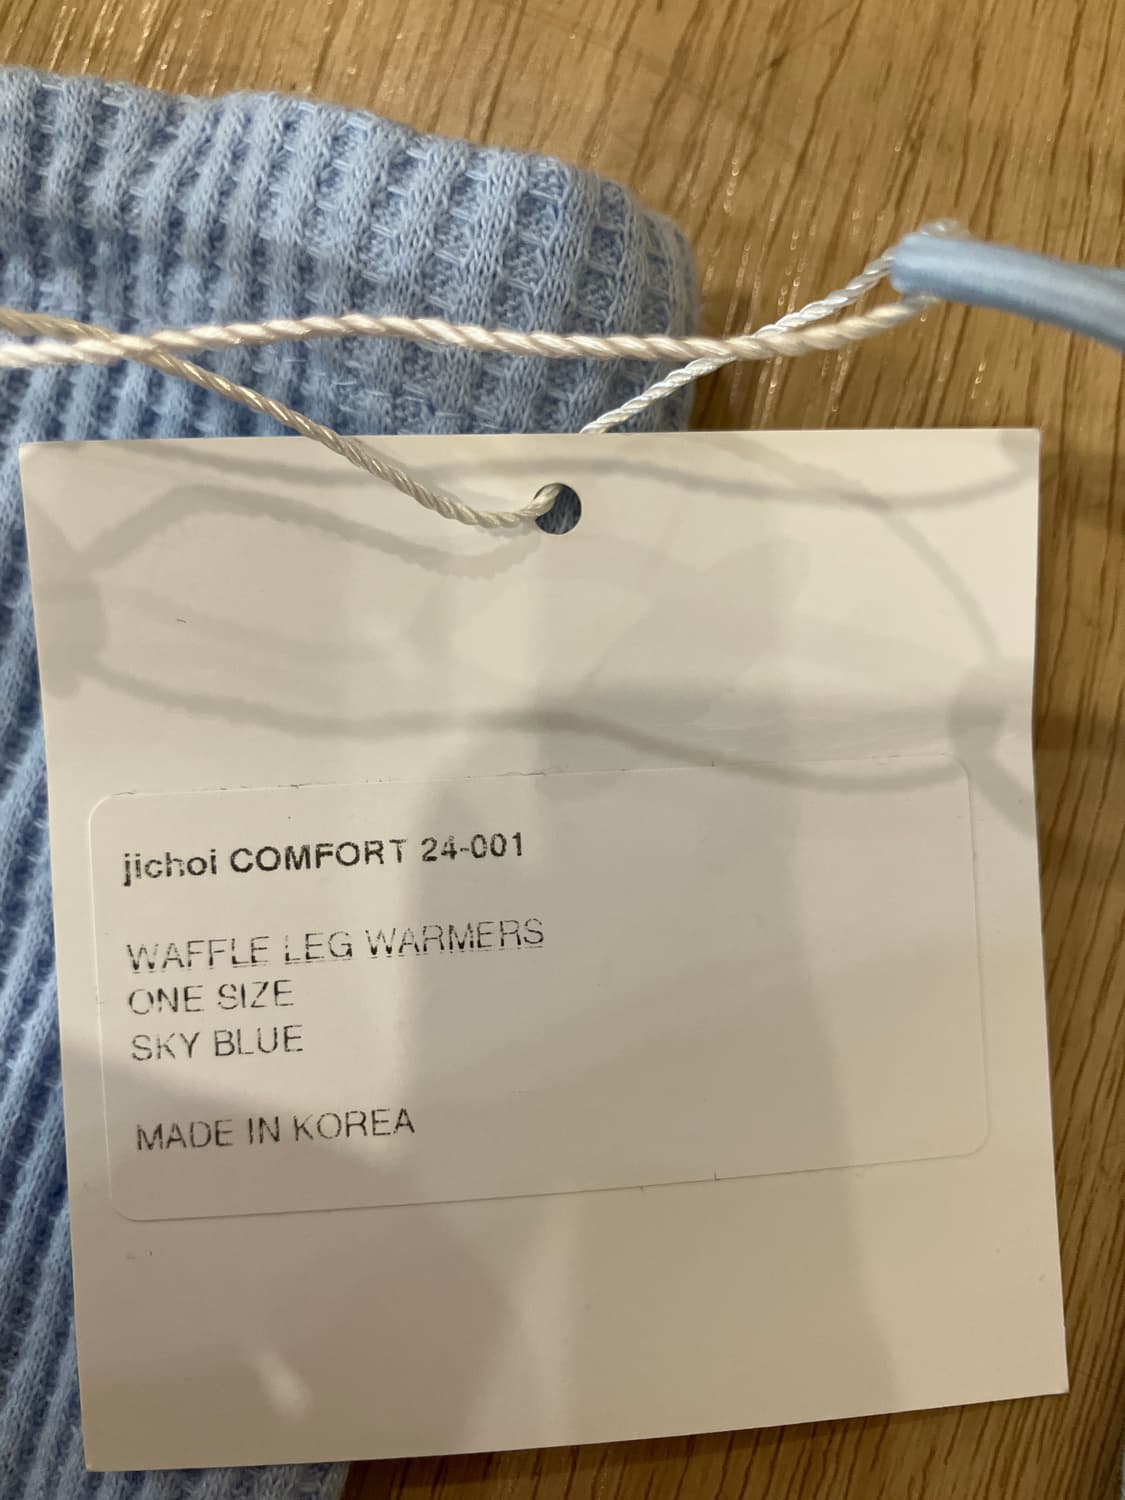 jichoi COMFORT 24-001
WAFFLE LEG WARMERS
ONE SIZE
SKY BLUE
MADE IN KOREA